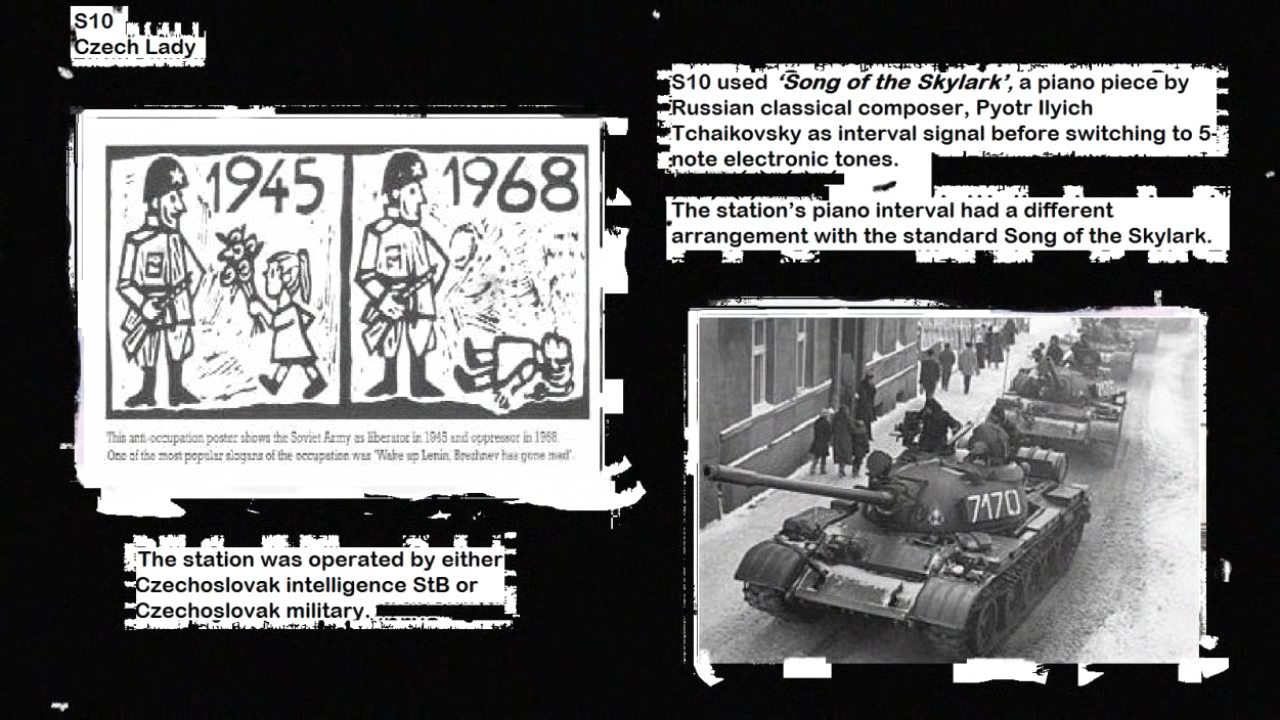 S10
Czech Lady
S10 used 'Song of the Skylark', a piano piece by
Russian classical composer, Pyotr Ilyich
Tchaikovsky as interval signal before switching to 5-
note electronic tones.
The station's piano interval had a different
arrangement with the standard Song of the Skylark.
1945
1968
This anti-occupation poster shows the Soviet Army as liberator in 1945 and oppressor in 1968.
One of the most popular slogans of the occupation was "Wake up Lenin, Brezhnev has gone mad".
7170
The station was operated by either
Czechoslovak intelligence StB or
Czechoslovak military.